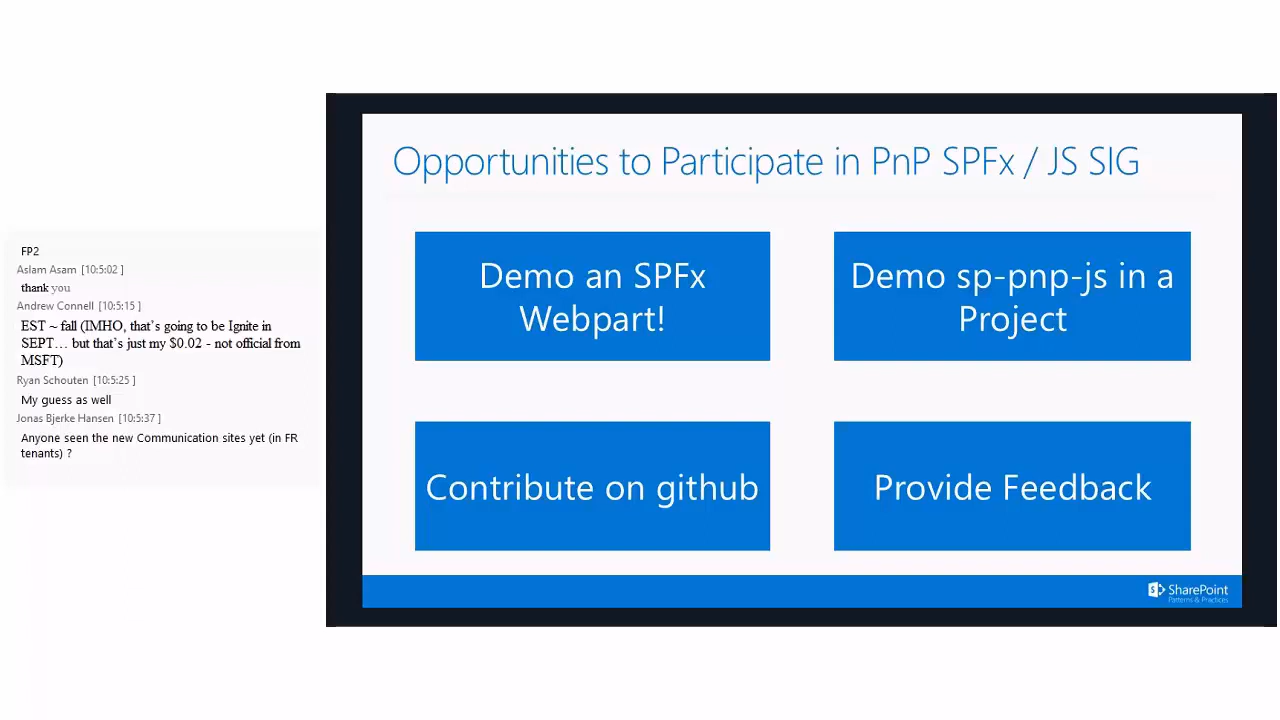 FP2
Aslam Asam [10:5:02 ]
thank you
Andrew Connell [10:5:15 ]
EST ~ fall (IMHO, that's going to be Ignite in
SEPT... but that's just my $0.02 - not official from
MSFT)
Ryan Schouten [10:5:25 ]
My guess as well
Jonas Bjerke Hansen [10:5:37 ]
Anyone seen the new Communication sites yet (in FR
tenants) ?
Opportunities to Participate in PnP SPFx / JS SIG
Demo an SPFx
Webpart!
Demo sp-pnp-js in a
Project
Contribute on github
Provide Feedback
SharePoint
Patterns & Practices